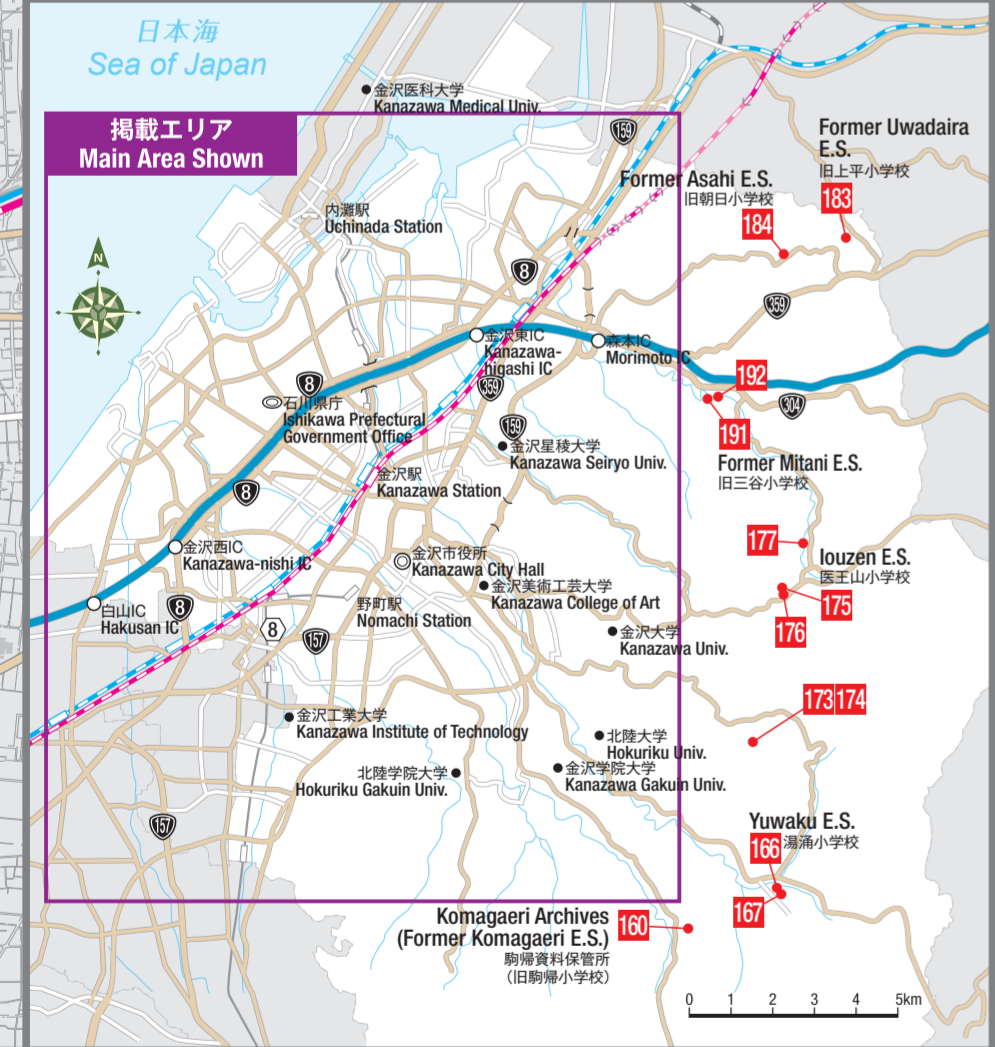 日本海
Sea of Japan
金沢医科大学
Kanazawa Medical Univ.
掲載エリア
Main Area Shown
159
Former Uwadaira
E.S.
旧上平小学校
183
Former Asahi E.S.
旧朝日小学校
184
内灘駅
Uchinada Station
N
8
359
金沢東IC
Kanazawa-
higashi IC
森本IC
Morimoto IC
192
8
359
304
石川県庁
Ishikawa Prefectural
Government Office
159
191
金沢星稜大学
Kanazawa Seiryo Univ.
Former Mitani E.S.
旧三谷小学校
金沢駅
Kanazawa Station
8
金沢西IC
Kanazawa-nishi IC
177
金沢市役所
Kanazawa City Hall
Iouzen E.S.
医王山小学校
金沢美術工芸大学
Kanazawa College of Art
175
白山IC
Hakusan IC
8
野町駅
Nomachi Station
176
8
157
金沢大学
Kanazawa Univ.
173 174
金沢工業大学
Kanazawa Institute of Technology
北陸大学
Hokuriku Univ.
北陸学院大学
Hokuriku Gakuin Univ.
金沢学院大学
Kanazawa Gakuin Univ.
157
Yuwaku E.S.
166 湯涌小学校
167
Komagaeri Archives
(Former Komagaeri E.S.)
駒帰資料保管所
（旧駒帰小学校）
160
0 1 2 3 4 5km